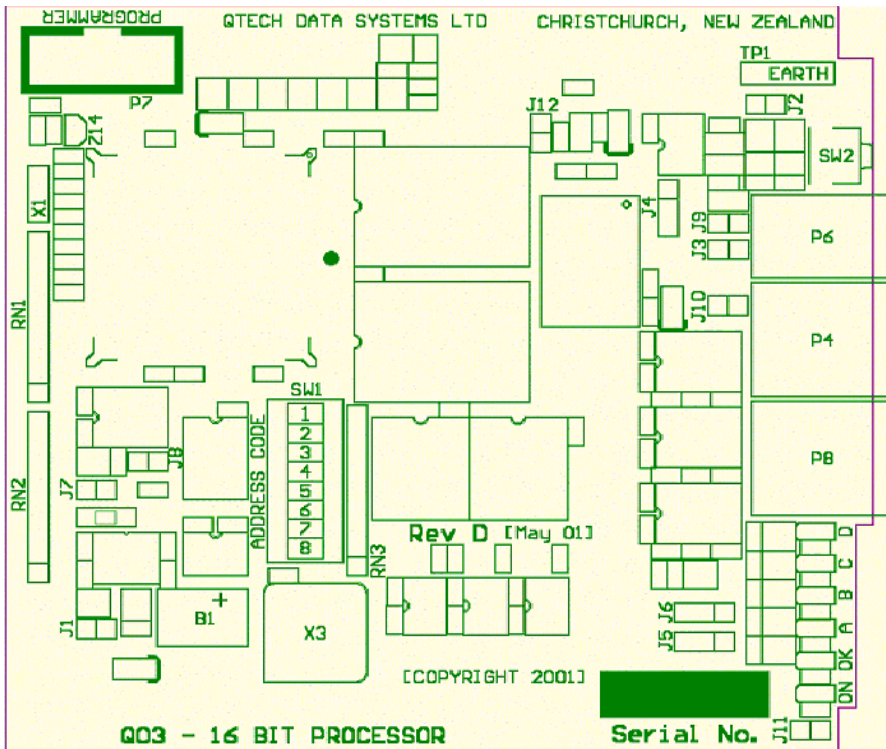 PROGRAMMER
QTECH DATA SYSTEMS LTD
CHRISTCHURCH, NEW ZEALAND
TP1
EARTH
P7
J12
J2
Z14
SW2
X1
J4
J9
P6
J3
RN1
J10
P4
SW1
1
2
3
4
5
6
7
8
ADDRESS CODE
J8
P8
RN2
J7
Rev D [May 01]
RN3
D
C
B
A
OK
ON
J1
B1
+
X3
J6
J5
[COPYRIGHT 2001]
J11
Q03 - 16 BIT PROCESSOR
Serial No.